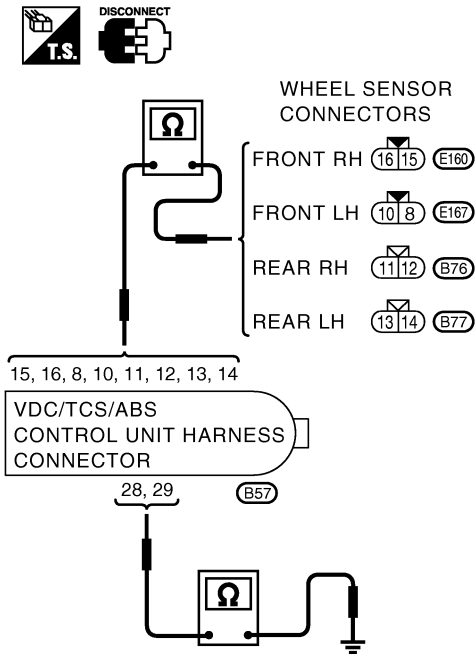 DISCONNECT
T.S.
WHEEL SENSOR
CONNECTORS
Ω
FRONT RH 16 15 E160
FRONT LH 10 8 E167
REAR RH 11 12 B76
REAR LH 13 14 B77
15, 16, 8, 10, 11, 12, 13, 14
VDC/TCS/ABS
CONTROL UNIT HARNESS
CONNECTOR
28, 29 B57
Ω